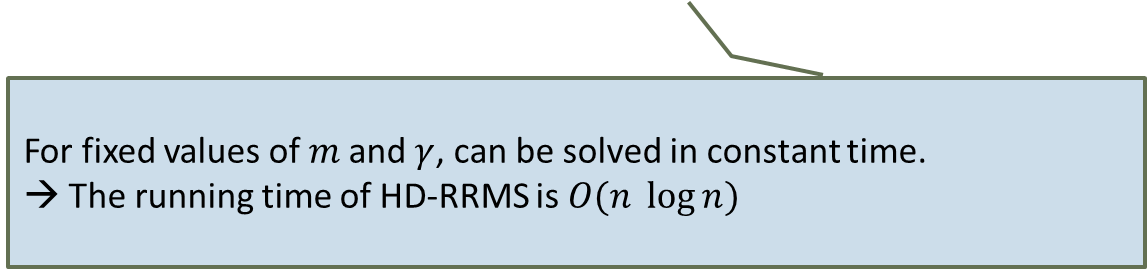 For fixed values of 𝑚 and 𝛾, can be solved in constant time.
→ The running time of HD-RRMS is 𝑂(𝑛 log 𝑛)